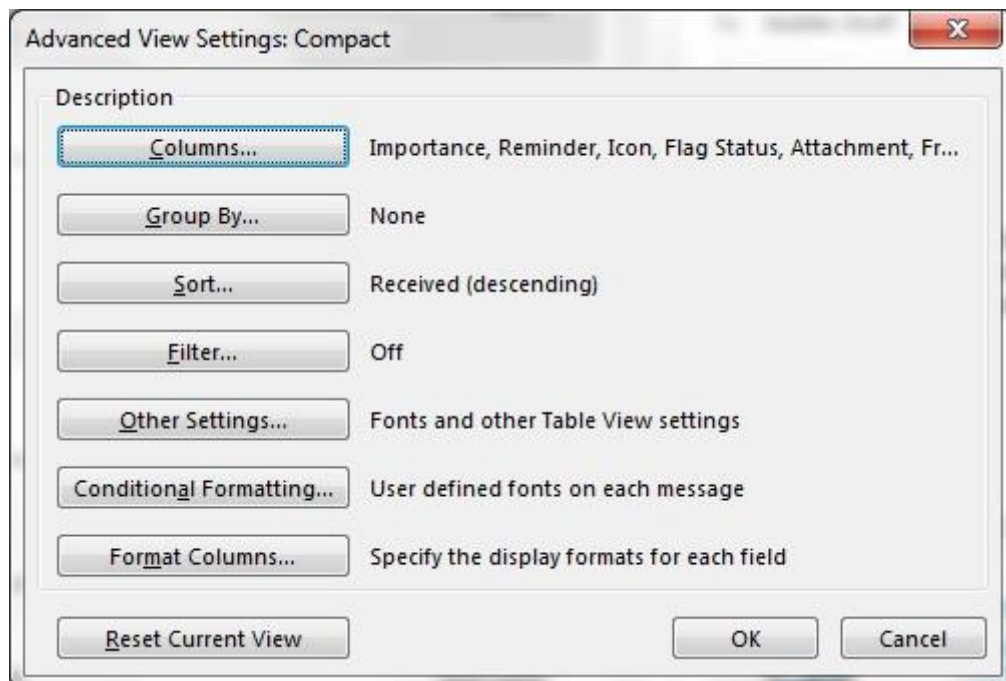 Advanced View Settings: Compact
Description
Columns... Importance, Reminder, Icon, Flag Status, Attachment, Fr...
Group By... None
Sort... Received (descending)
Filter... Off
Other Settings... Fonts and other Table View settings
Conditional Formatting... User defined fonts on each message
Format Columns... Specify the display formats for each field
Reset Current View OK Cancel